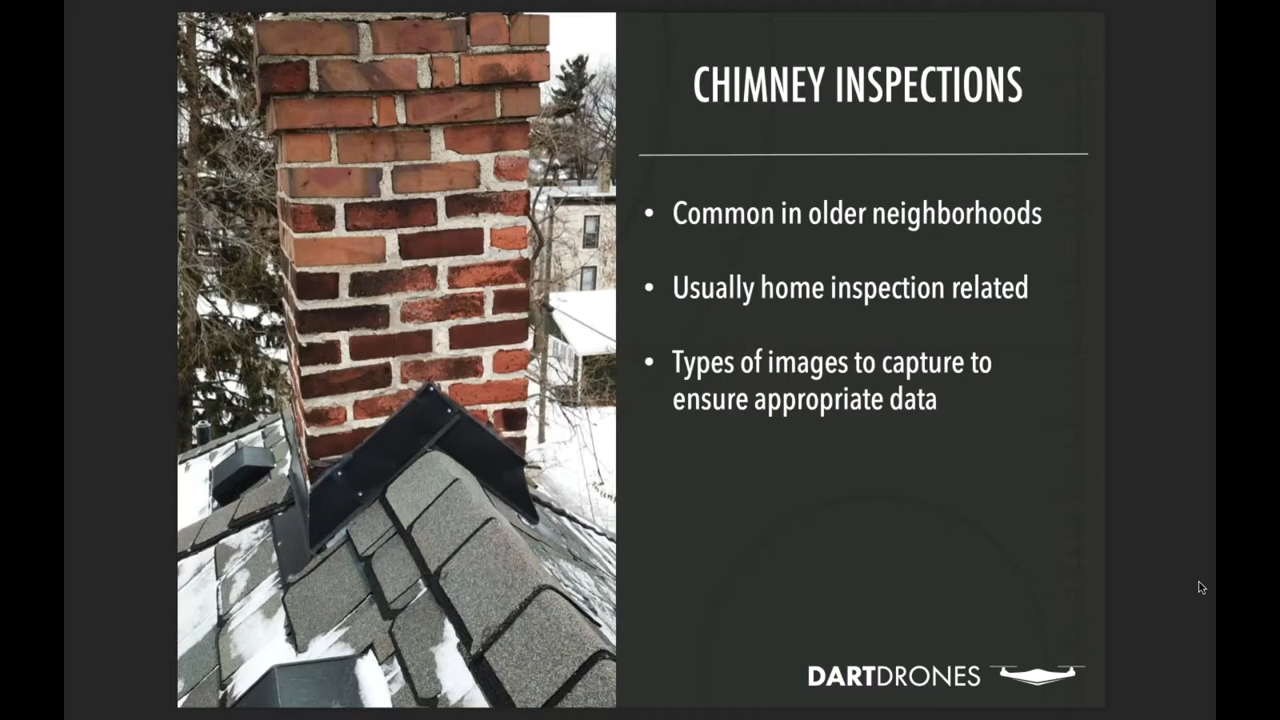 CHIMNEY INSPECTIONS
• Common in older neighborhoods
• Usually home inspection related
• Types of images to capture to
ensure appropriate data
DARTDRONES